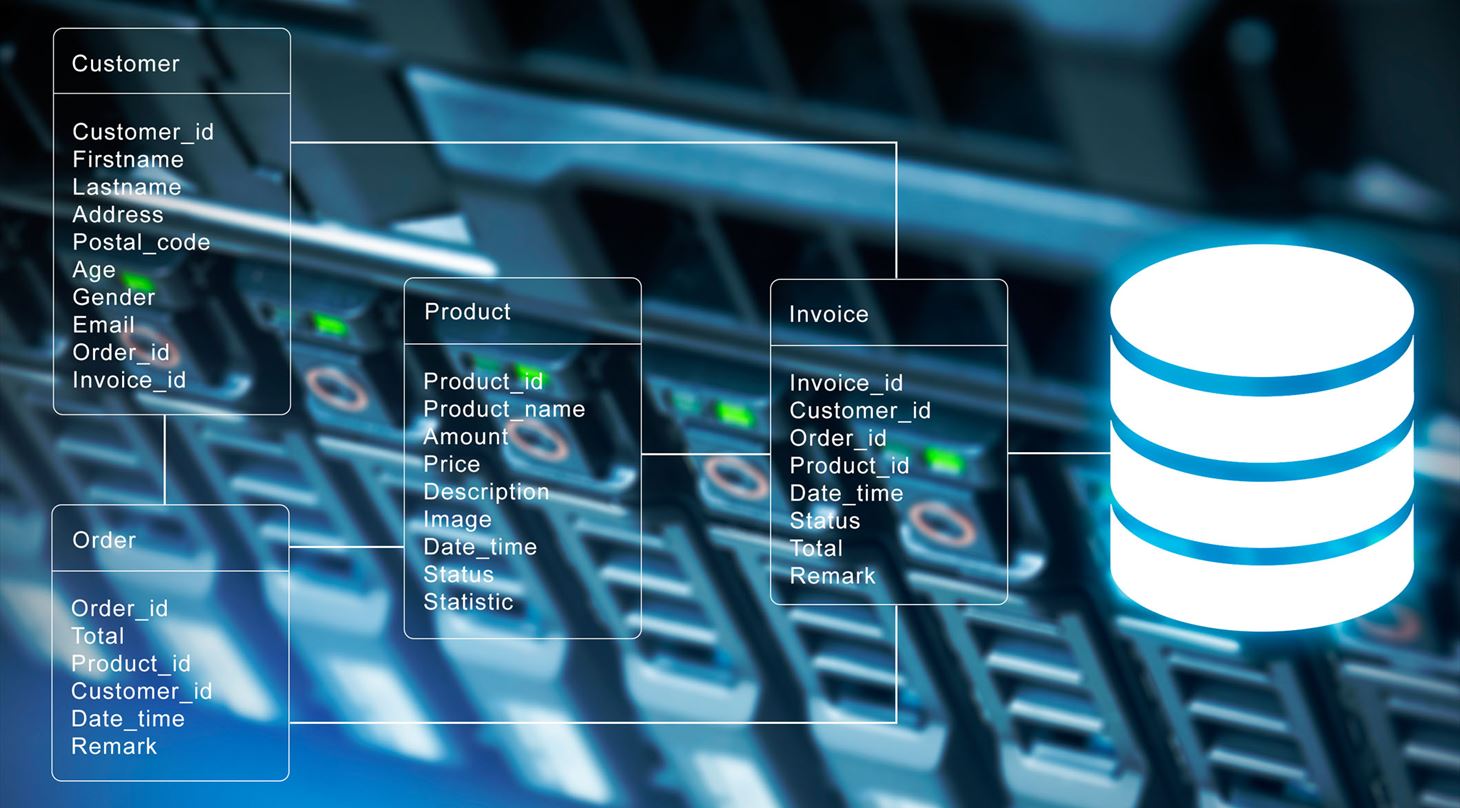 Customer
Customer_id
Firstname
Lastname
Address
Postal_code
Age
Gender
Email
Order_id
Invoice_id
Order
Order_id
Total
Product_id
Customer_id
Date_time
Remark
Product
Product_id
Product_name
Amount
Price
Description
Image
Date_time
Status
Statistic
Invoice
Invoice_id
Customer_id
Order_id
Product_id
Date_time
Status
Total
Remark